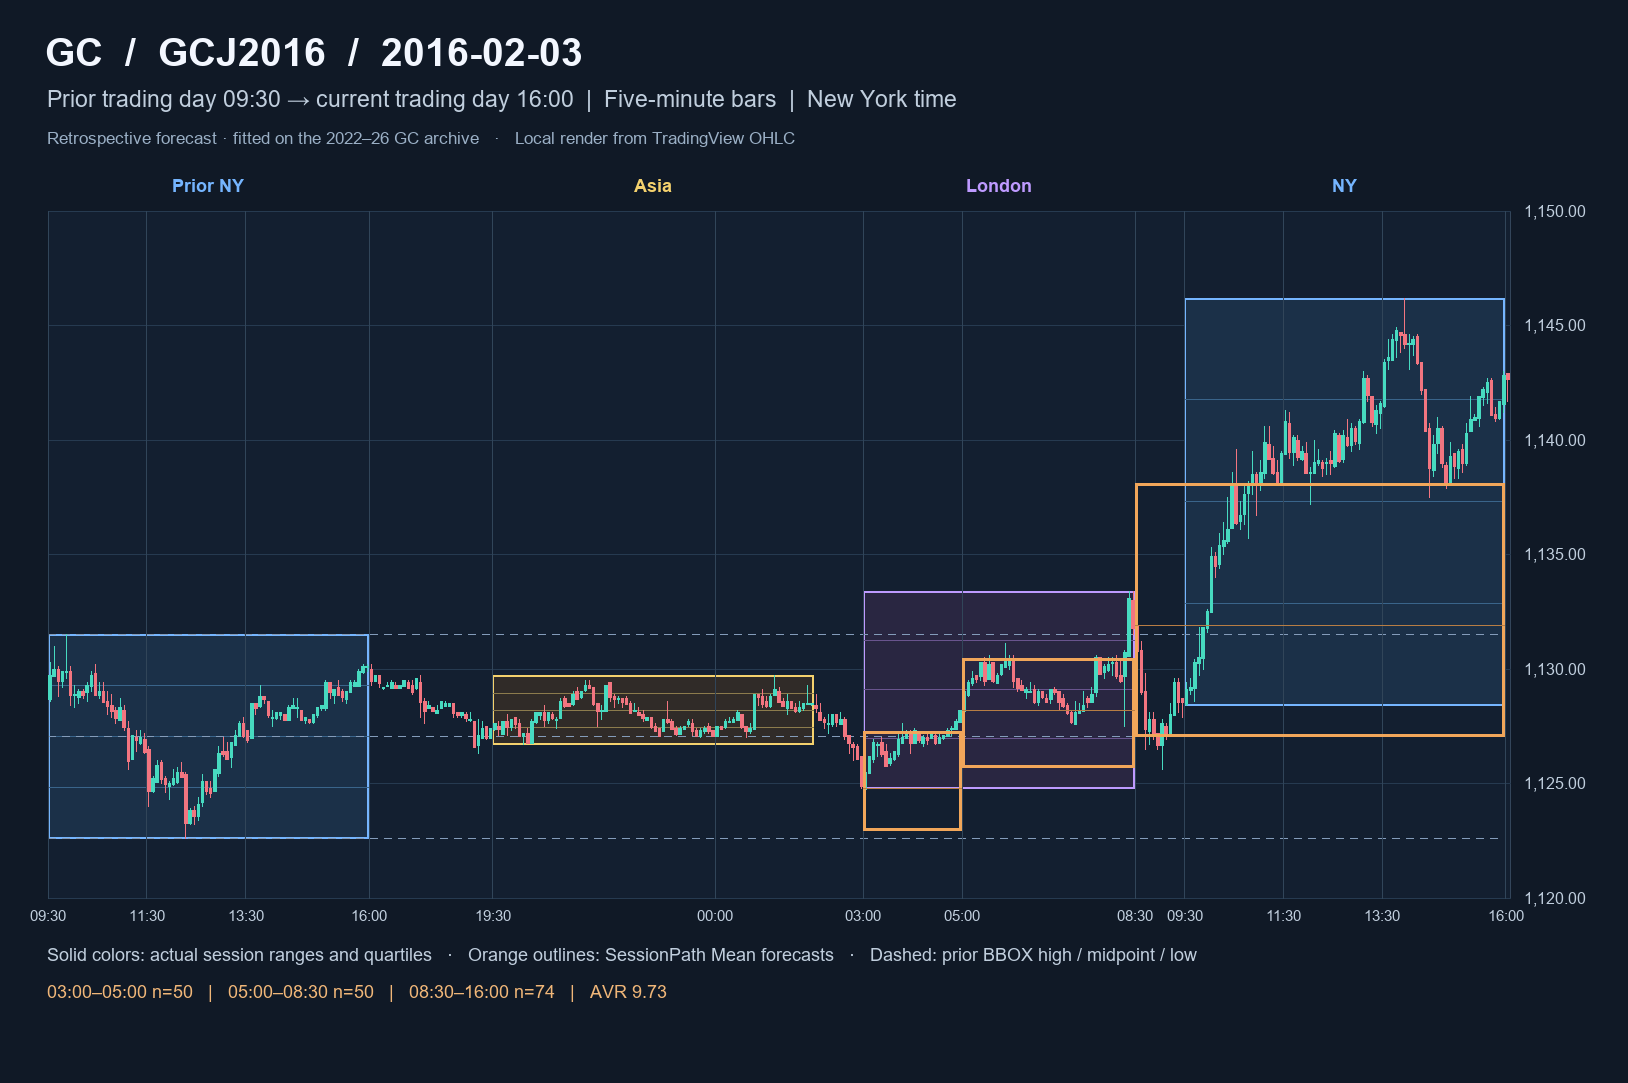 GC / GCJ2016 / 2016-02-03
Prior trading day 09:30 → current trading day 16:00 | Five-minute bars | New York time
Retrospective forecast · fitted on the 2022–26 GC archive · Local render from TradingView OHLC
Prior NY Asia London NY
1,150.00
1,145.00
1,140.00
1,135.00
1,130.00
1,125.00
1,120.00
09:30 11:30 13:30 16:00 19:30 00:00 03:00 05:00 08:30 09:30 11:30 13:30 16:00
Solid colors: actual session ranges and quartiles · Orange outlines: SessionPath Mean forecasts · Dashed: prior BBOX high / midpoint / low
03:00–05:00 n=50 | 05:00–08:30 n=50 | 08:30–16:00 n=74 | AVR 9.73